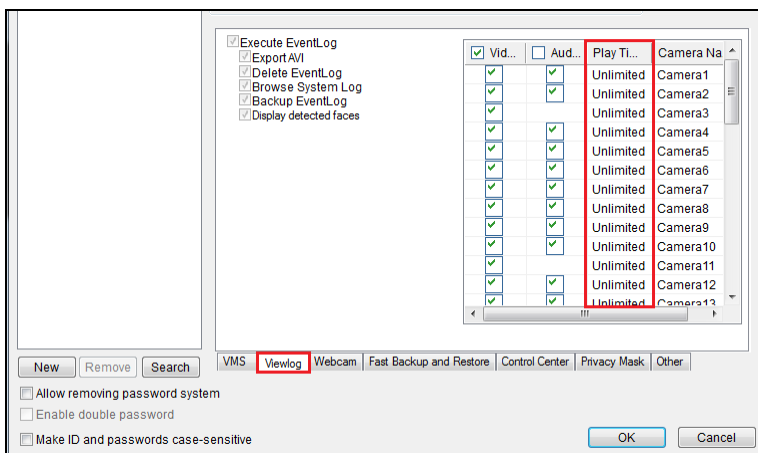 Execute EventLog
Export AVI
Delete EventLog
Browse System Log
Backup EventLog
Display detected faces
Vid... Aud... Play Ti... Camera Na
Unlimited Camera1
Unlimited Camera2
Unlimited Camera3
Unlimited Camera4
Unlimited Camera5
Unlimited Camera6
Unlimited Camera7
Unlimited Camera8
Unlimited Camera9
Unlimited Camera10
Unlimited Camera11
Unlimited Camera12
Unlimited Camera13
New Remove Search
VMS Viewlog Webcam Fast Backup and Restore Control Center Privacy Mask Other
Allow removing password system
Enable double password
Make ID and passwords case-sensitive
OK Cancel